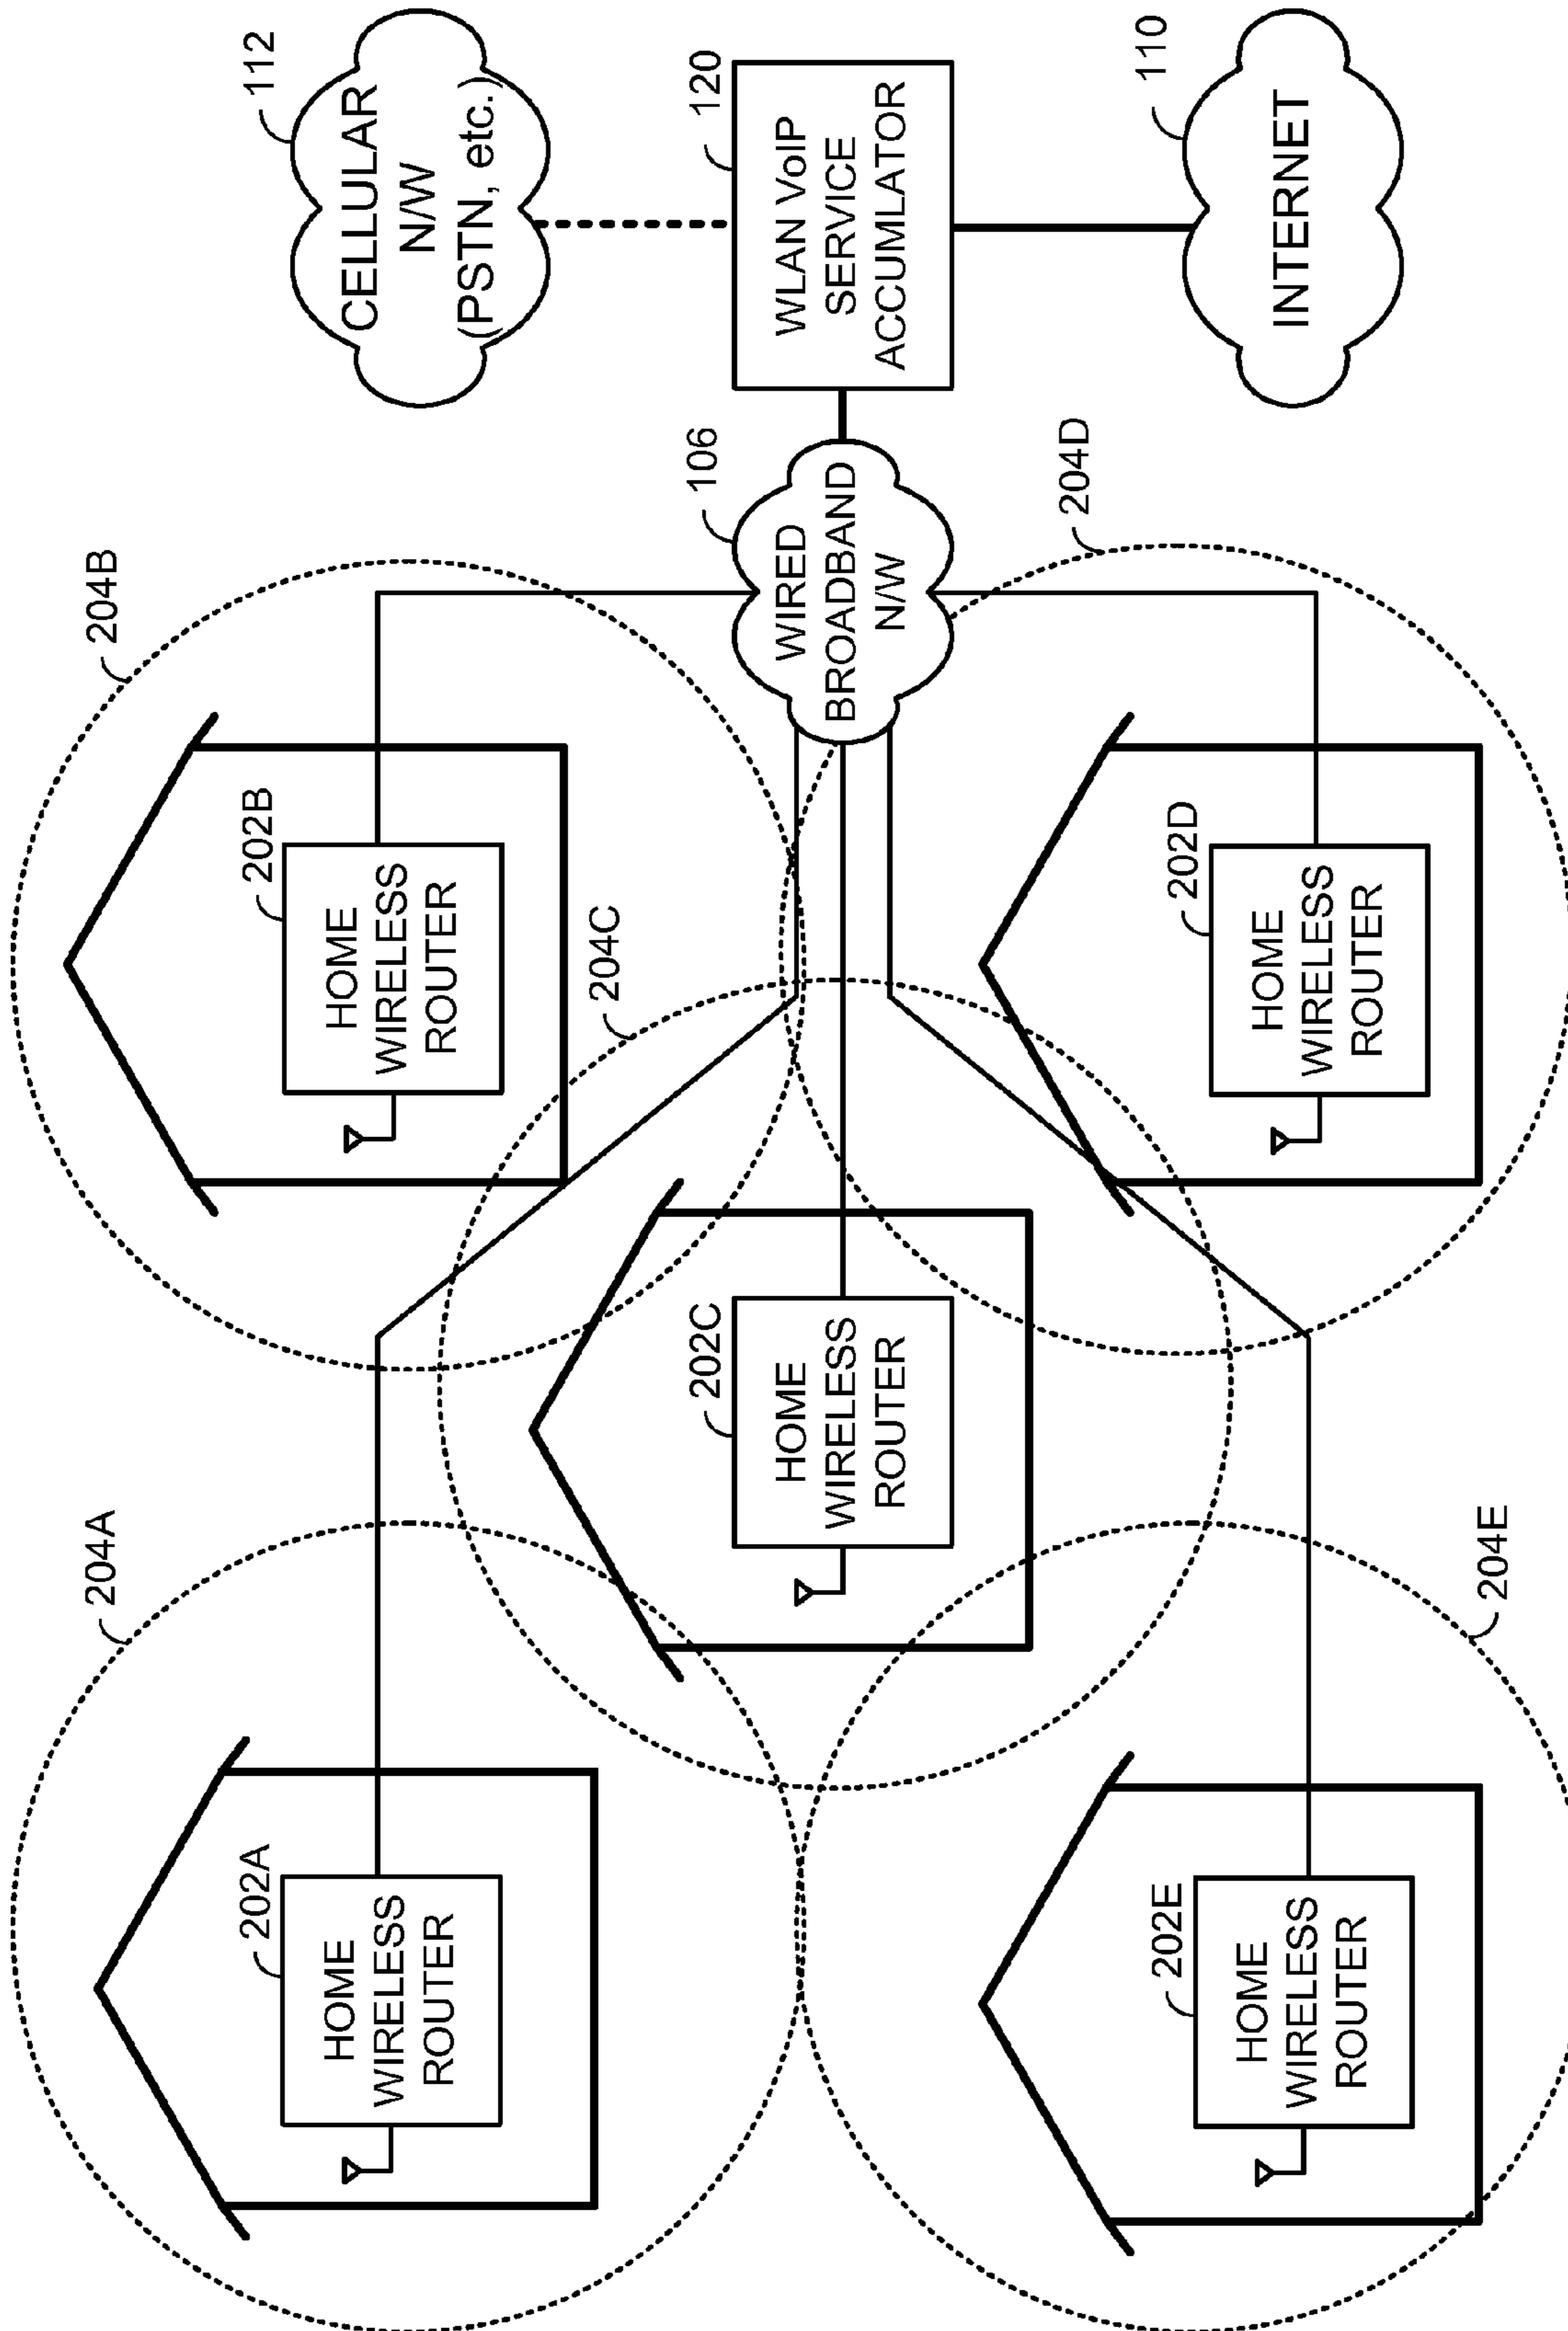 204A
202A
HOME
WIRELESS
ROUTER
204B
202B
HOME
WIRELESS
ROUTER
112
CELLULAR
N/W
(PSTN, etc.)
204C
202C
HOME
WIRELESS
ROUTER
106
WIRED
BROADBAND
N/W
120
WLAN VoIP
SERVICE
ACCUMLATOR
204E
202E
HOME
WIRELESS
ROUTER
204D
202D
HOME
WIRELESS
ROUTER
110
INTERNET